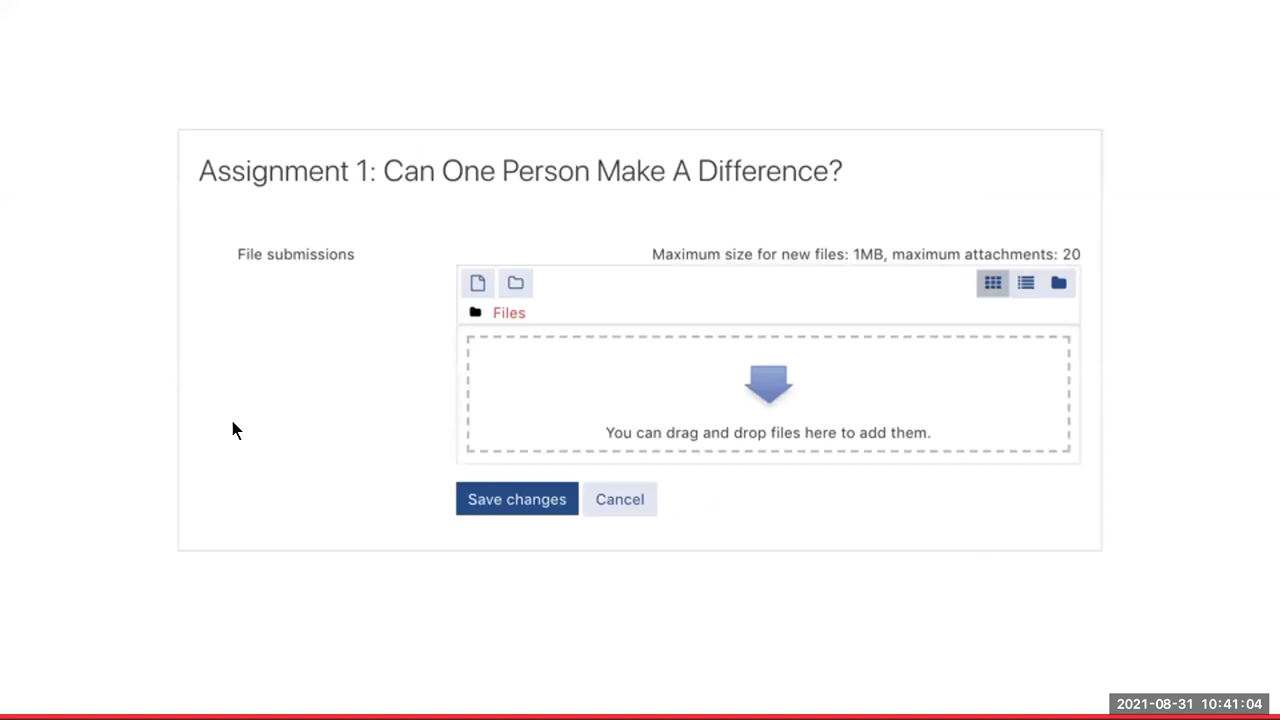 Assignment 1: Can One Person Make A Difference?
File submissions
Maximum size for new files: 1MB, maximum attachments: 20
Files
You can drag and drop files here to add them.
Save changes
Cancel
2021-08-31 10:41:04